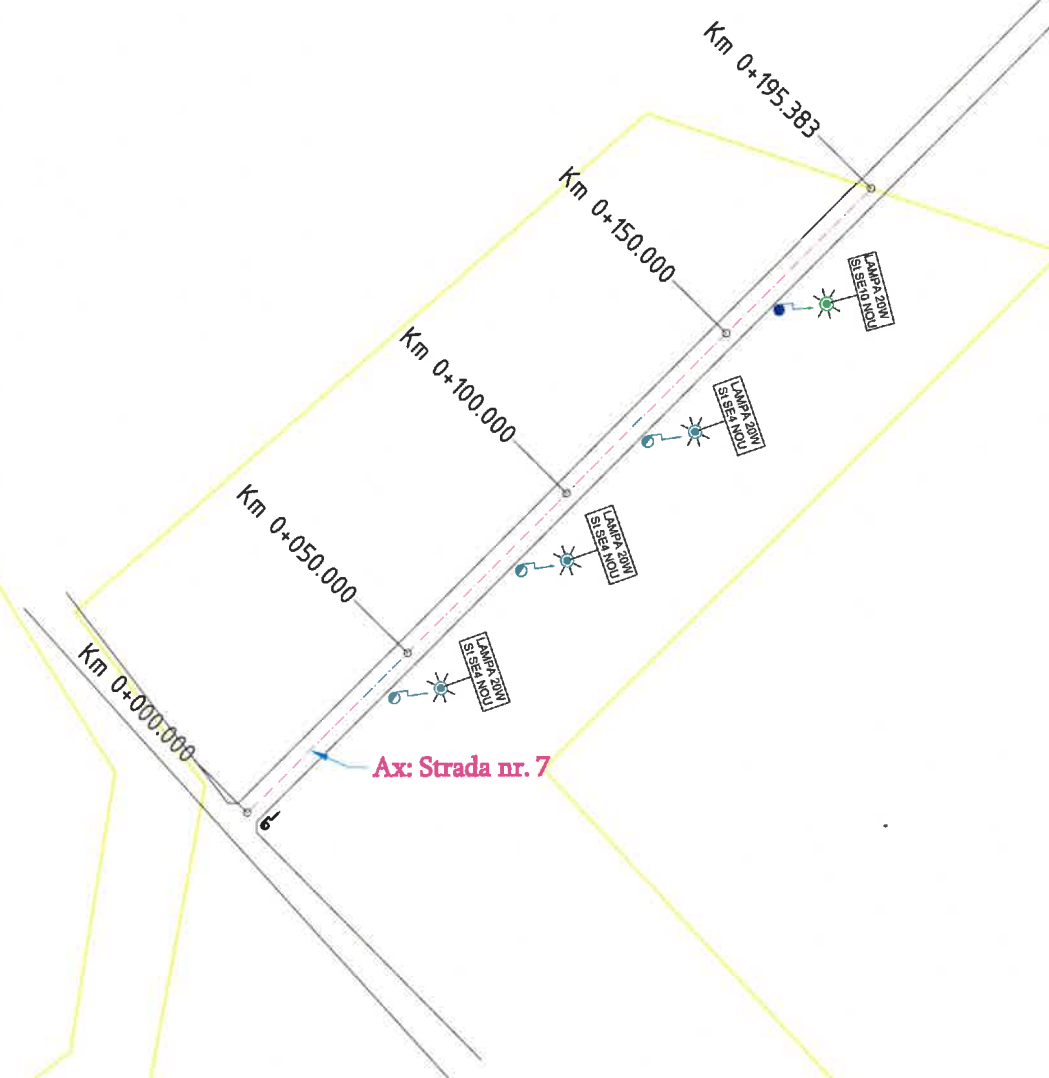 Km 0+195.383
Km 0+150.000
LAMPA 20W
St SE10 NOU
Km 0+100.000
LAMPA 20W
St SE4 NOU
Km 0+050.000
LAMPA 20W
St SE4 NOU
Km 0+000.000
LAMPA 20W
St SE4 NOU
Ax: Strada nr. 7